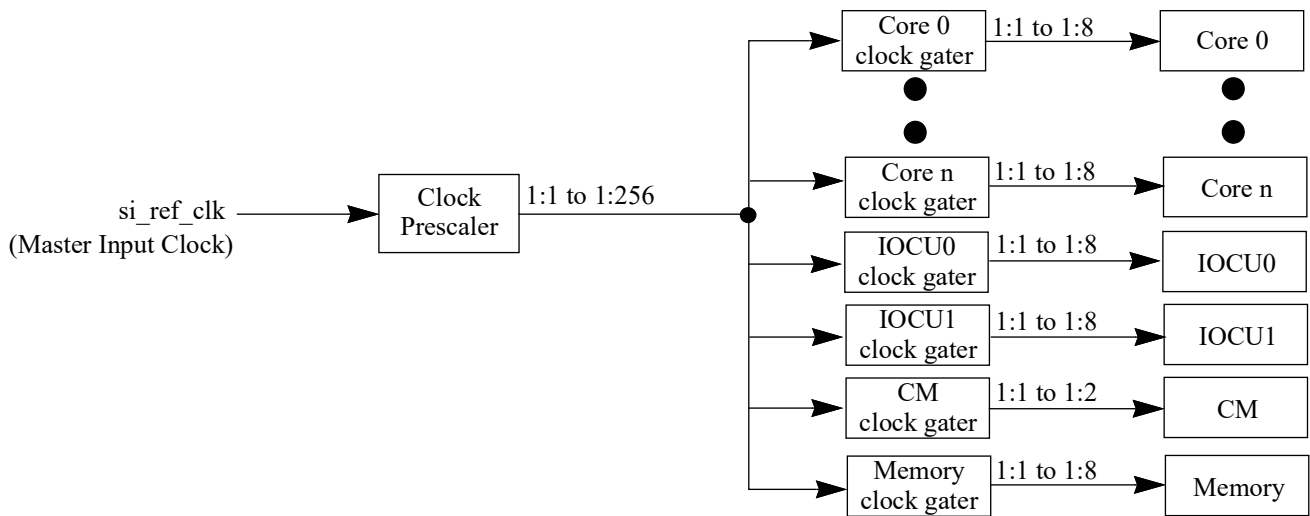 Core 0
clock gater
1:1 to 1:8
Core 0
Core n
clock gater
1:1 to 1:8
Core n
si_ref_clk
(Master Input Clock)
Clock
Prescaler
1:1 to 1:256
IOCU0
clock gater
1:1 to 1:8
IOCU0
IOCU1
clock gater
1:1 to 1:8
IOCU1
CM
clock gater
1:1 to 1:2
CM
Memory
clock gater
1:1 to 1:8
Memory